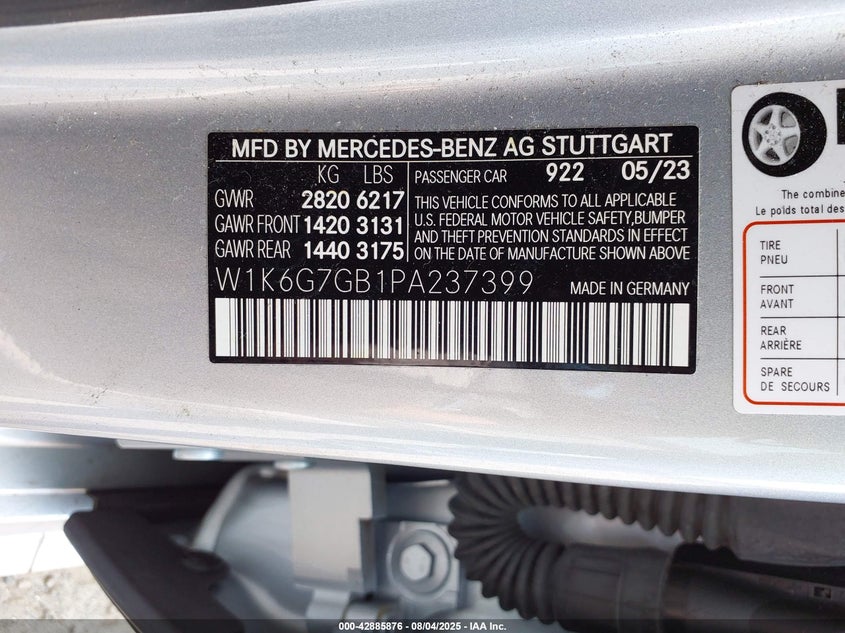 MFD BY MERCEDES-BENZ AG STUTTGART
KG LBS
GVWR 2820 6217
GAWR FRONT 1420 3131
GAWR REAR 1440 3175
PASSENGER CAR 922 05/23
THIS VEHICLE CONFORMS TO ALL APPLICABLE
U.S. FEDERAL MOTOR VEHICLE SAFETY,BUMPER
AND THEFT PREVENTION STANDARDS IN EFFECT
ON THE DATE OF MANUFACTURE SHOWN ABOVE
W1K6G7GB1PA237399
MADE IN GERMANY
The combine
Le poids total des
TIRE
PNEU
FRONT
AVANT
REAR
ARRIÈRE
SPARE
DE SECOURS
000-42885876 - 08/04/2025 - IAA Inc.